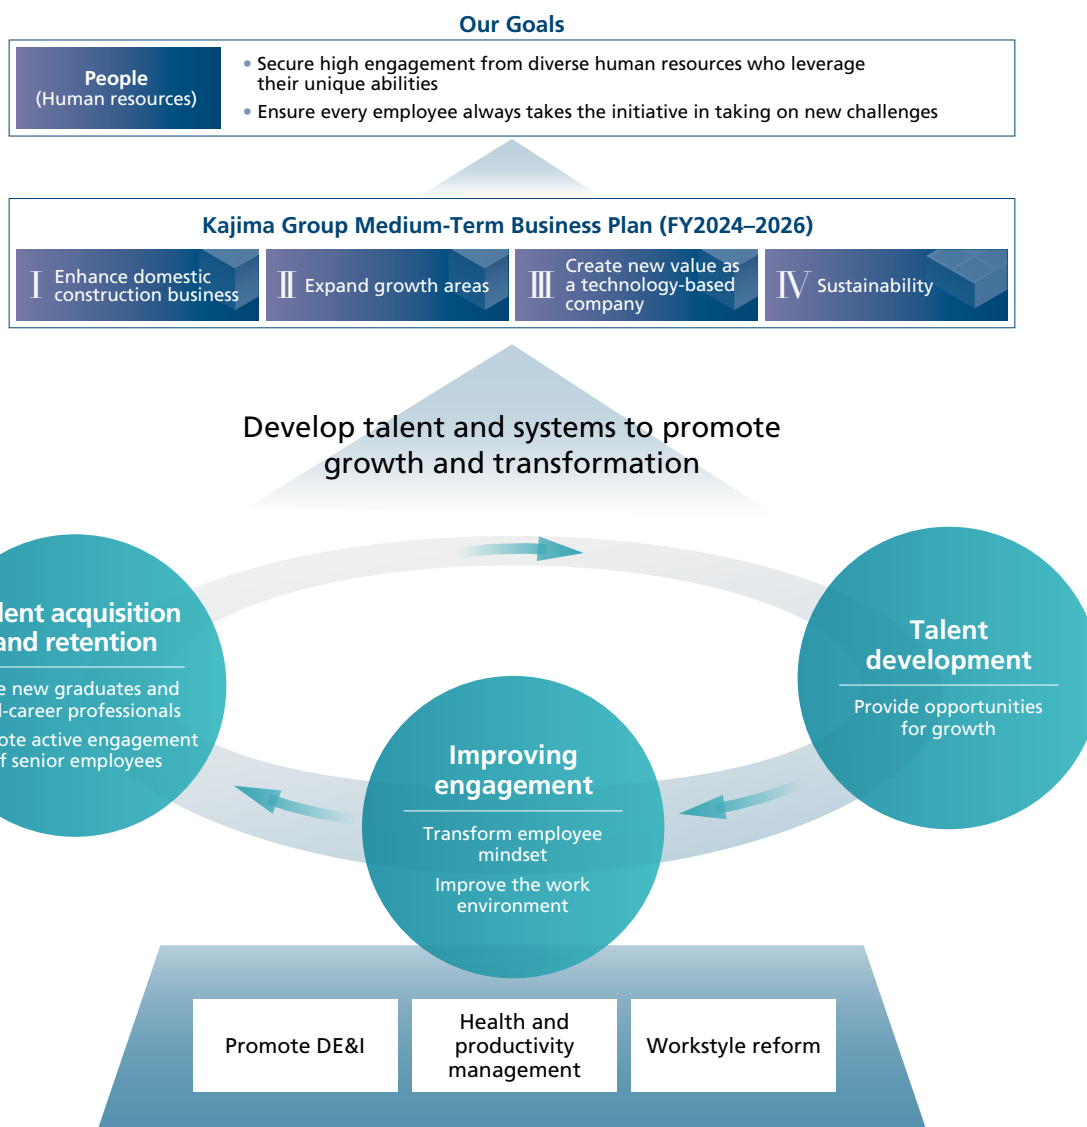 Our Goals
People
(Human resources)
• Secure high engagement from diverse human resources who leverage
their unique abilities
• Ensure every employee always takes the initiative in taking on new challenges
Kajima Group Medium-Term Business Plan (FY2024–2026)
I Enhance domestic
construction business
II Expand growth areas
III Create new value as
a technology-based
company
IV Sustainability
Develop talent and systems to promote
growth and transformation
acquisition
and retention
new graduates and
professionals
active engagement
senior employees
Talent
development
Provide opportunities
for growth
Improving
engagement
Transform employee
mindset
Improve the work
environment
Promote DE&I
Health and
productivity
management
Workstyle reform